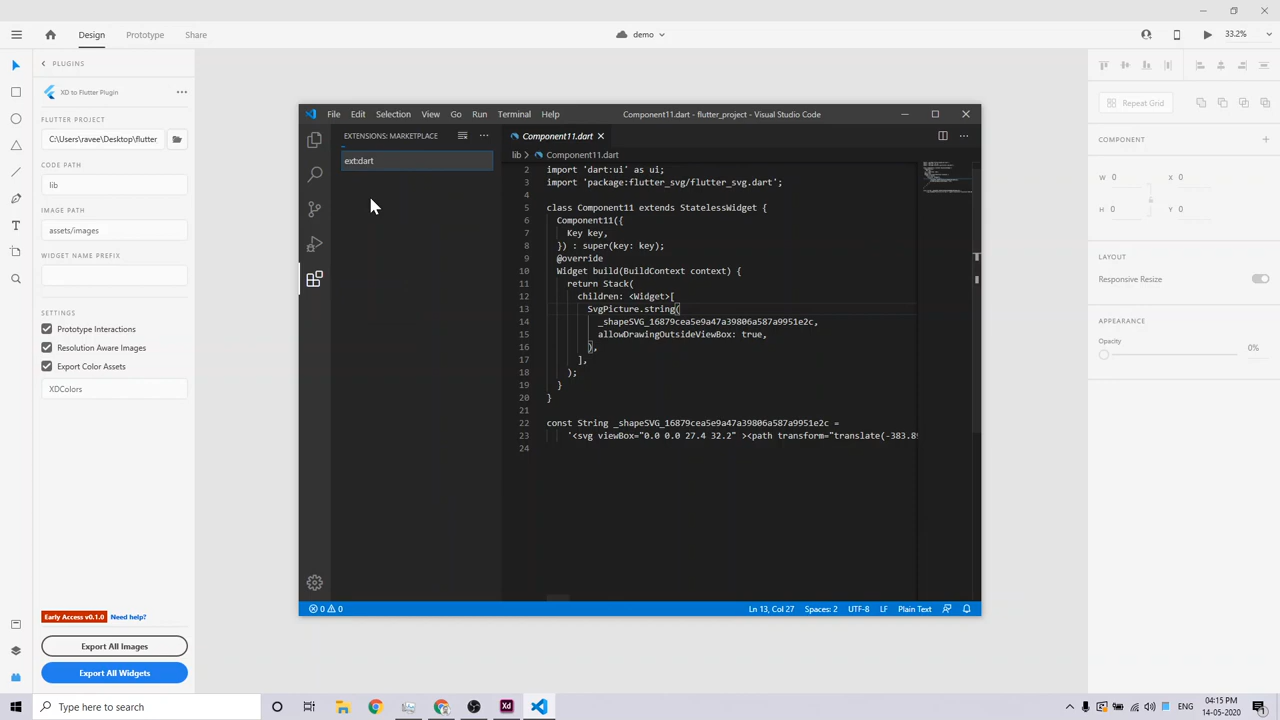 Design
Prototype
Share
demo
33.2%
PLUGINS
XD to Flutter Plugin
FLUTTER PROJECT
C:\Users\ravee\Desktop\flutter
CODE PATH
lib
IMAGE PATH
assets/images
WIDGET NAME PREFIX
SETTINGS
Prototype Interactions
Resolution Aware Images
Export Color Assets
XDColors
Early Access v0.1.0 Need help?
Export All Images
Export All Widgets
File Edit Selection View Go Run Terminal Help
Component11.dart - flutter_project - Visual Studio Code
EXTENSIONS: MARKETPLACE
ext:dart
Component11.dart
lib > Component11.dart
2 import 'dart:ui' as ui;
3 import 'package:flutter_svg/flutter_svg.dart';
4
5 class Component11 extends StatelessWidget {
6 Component11({
7 Key key,
8 }) : super(key: key);
9 @override
10 Widget build(BuildContext context) {
11 return Stack(
12 children: <Widget>[
13 SvgPicture.string(
14 _shapeSVG_16879cea5e9a47a39806a587a9951e2c,
15 allowDrawingOutsideViewBox: true,
16 ),
17 ],
18 );
19 }
20 }
21
22 const String _shapeSVG_16879cea5e9a47a39806a587a9951e2c =
23 '<svg viewBox="0.0 0.0 27.4 32.2" ><path transform="translate(-383.89
24
0 0
Ln 13, Col 27
Spaces: 2
UTF-8
LF
Plain Text
Repeat Grid
COMPONENT
W 0 X 0
H 0 Y 0
LAYOUT
Responsive Resize
APPEARANCE
Opacity
0%
Type here to search
Xd
ENG
04:15 PM
14-05-2020
1